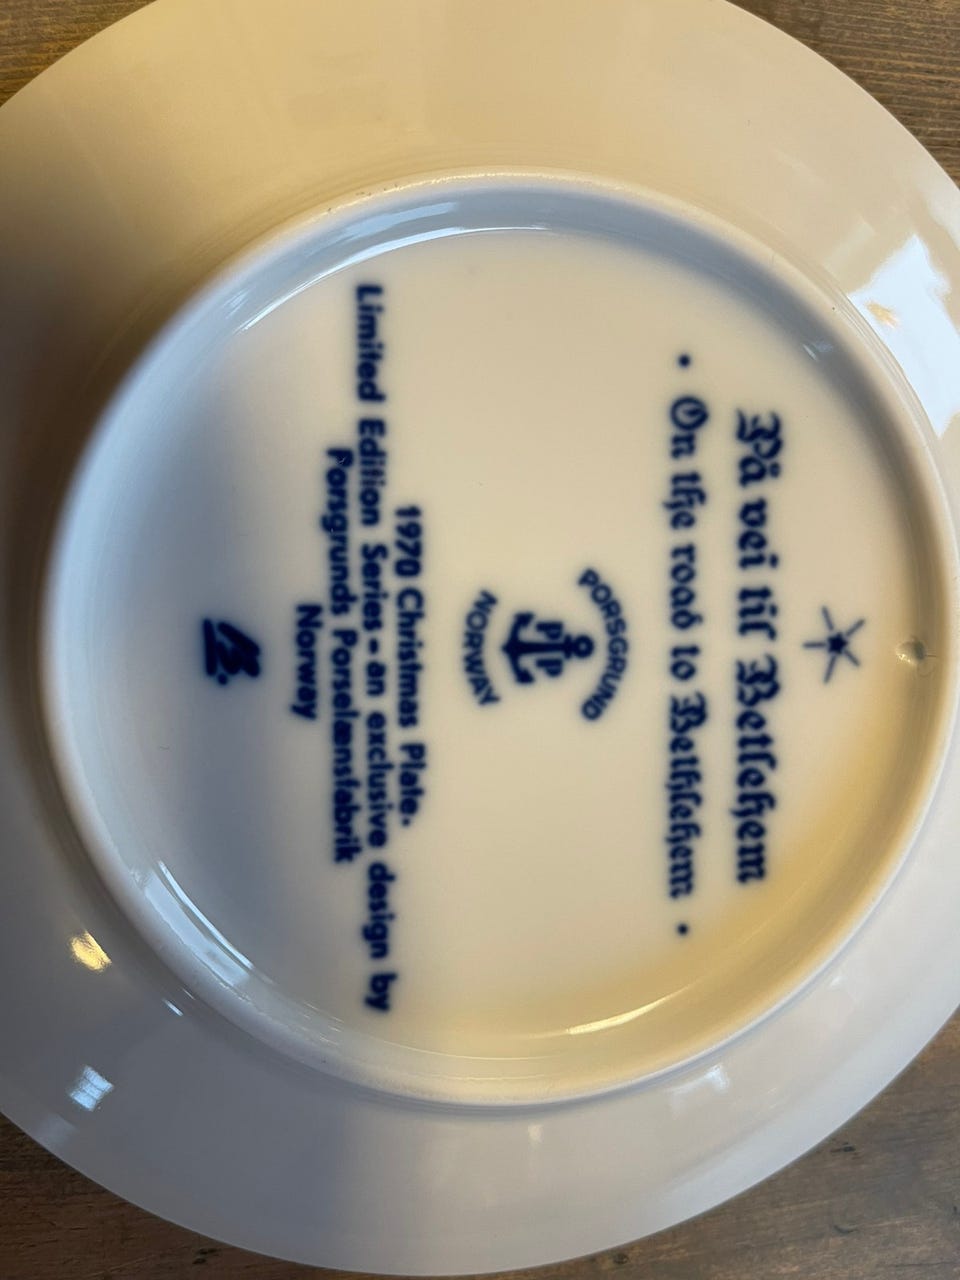 På vei til Betlehem
• On the road to Bethlehem •
PORSGRUND
PP
NORWAY
1970 Christmas Plate.
Limited Edition Series - an exclusive design by
Porsgrunds Porselænsfabrik
Norway